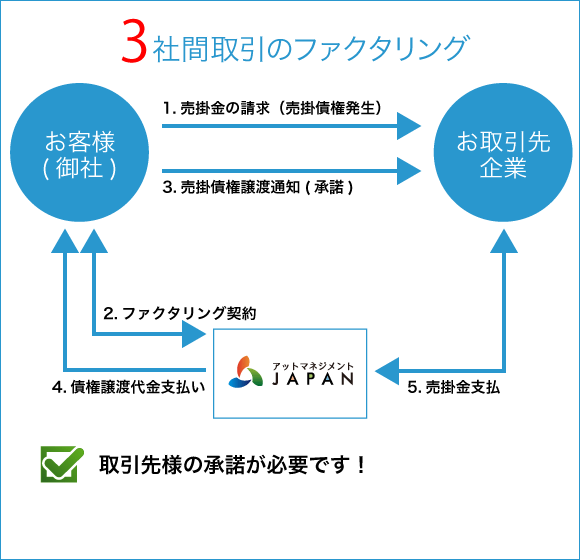 3社間取引のファクタリング
1. 売掛金の請求（売掛債権発生）
お客様
(御社)
お取引先
企業
3. 売掛債権譲渡通知 (承諾)
2. ファクタリング契約
アットマネジメント
JAPAN
4. 債権譲渡代金支払い
5. 売掛金支払
取引先様の承諾が必要です！